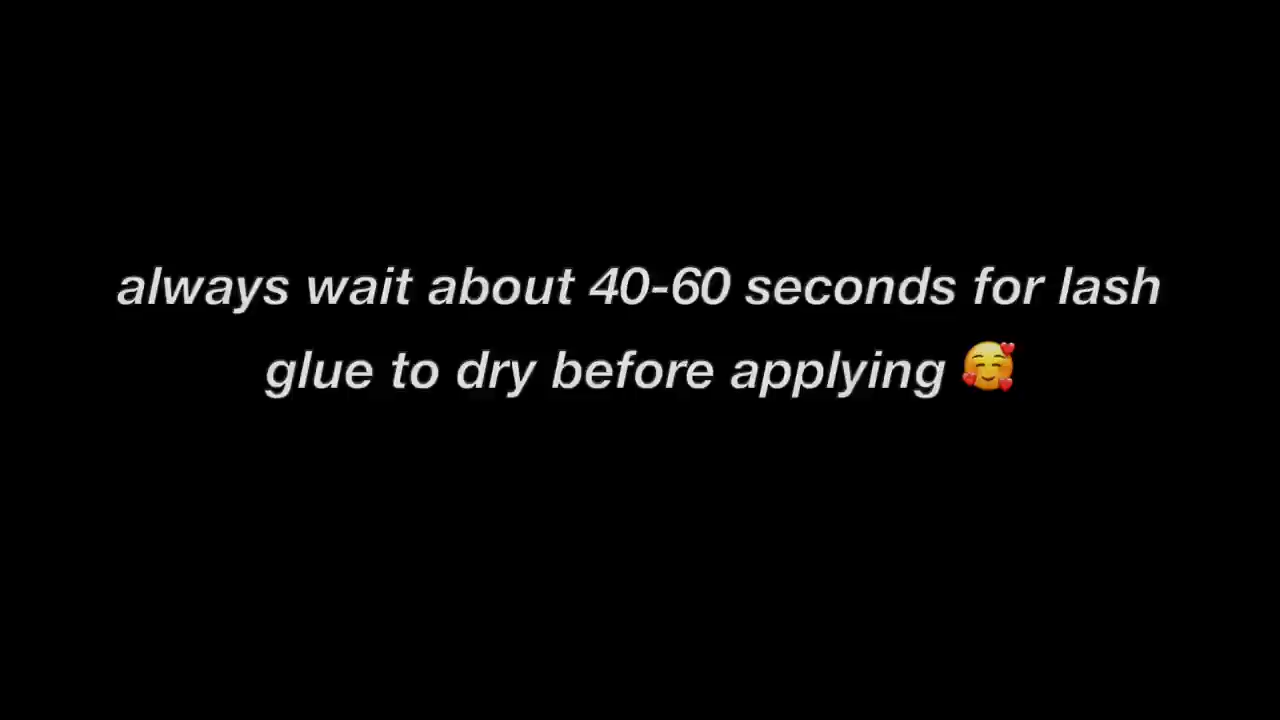 always wait about 40-60 seconds for lash
glue to dry before applying 🥰